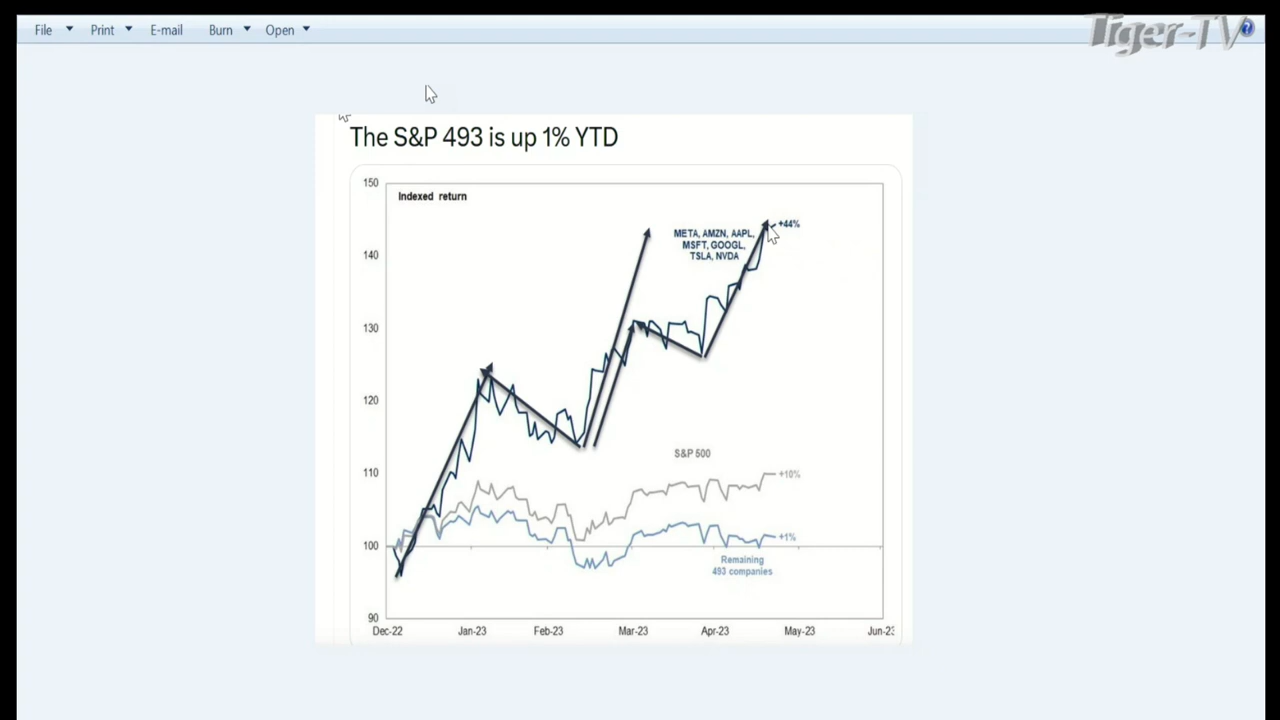 File Print E-mail Burn Open
Tiger-TV
?
The S&P 493 is up 1% YTD
150
Indexed return
+44%
META, AMZN, AAPL,
MSFT, GOOGL,
TSLA, NVDA
140
130
120
S&P 500
110
+10%
100
+1%
Remaining
493 companies
90
Dec-22 Jan-23 Feb-23 Mar-23 Apr-23 May-23 Jun-23